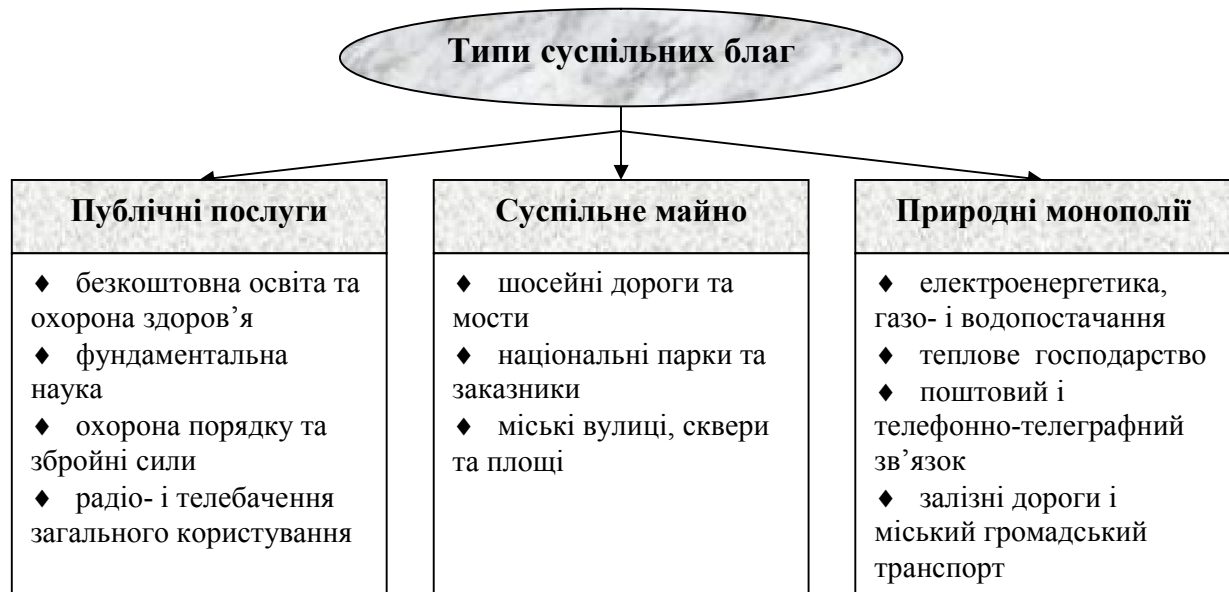 Типи суспільних благ
Публічні послуги
♦ безкоштовна освіта та
охорона здоров’я
♦ фундаментальна
наука
♦ охорона порядку та
збройні сили
♦ радіо- і телебачення
загального користування
Суспільне майно
♦ шосейні дороги та
мости
♦ національні парки та
заказники
♦ міські вулиці, сквери
та площі
Природні монополії
♦ електроенергетика,
газо- і водопостачання
♦ теплове господарство
♦ поштовий і
телефонно-телеграфний
зв’язок
♦ залізні дороги і
міський громадський
транспорт